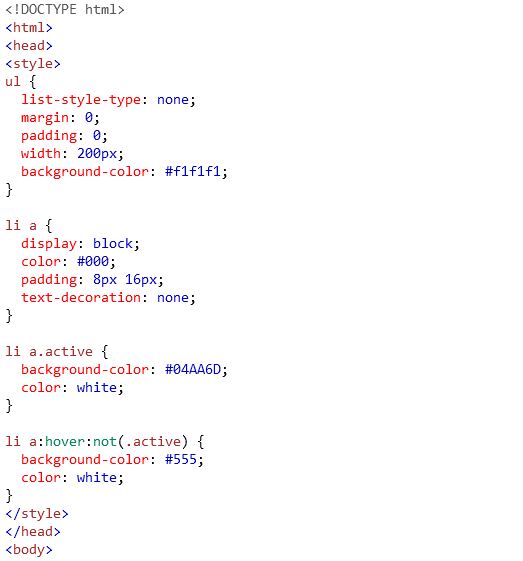 <!DOCTYPE html>
<html>
<head>
<style>
ul {
  list-style-type: none;
  margin: 0;
  padding: 0;
  width: 200px;
  background-color: #f1f1f1;
}

li a {
  display: block;
  color: #000;
  padding: 8px 16px;
  text-decoration: none;
}

li a.active {
  background-color: #04AA6D;
  color: white;
}

li a:hover:not(.active) {
  background-color: #555;
  color: white;
}
</style>
</head>
<body>